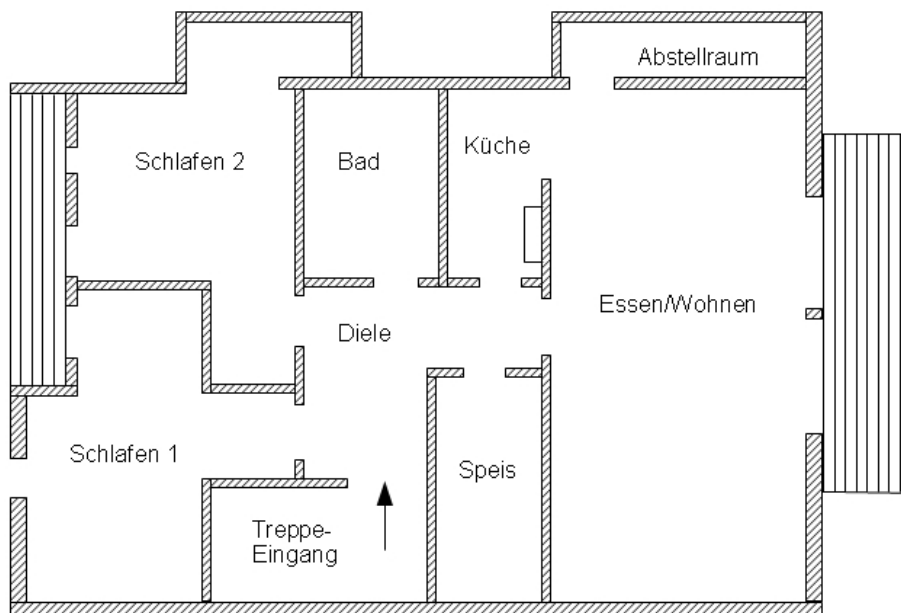 Abstellraum
Schlafen 2
Bad
Küche
Essen/Wohnen
Diele
Schlafen 1
Speis
Treppe-
Eingang